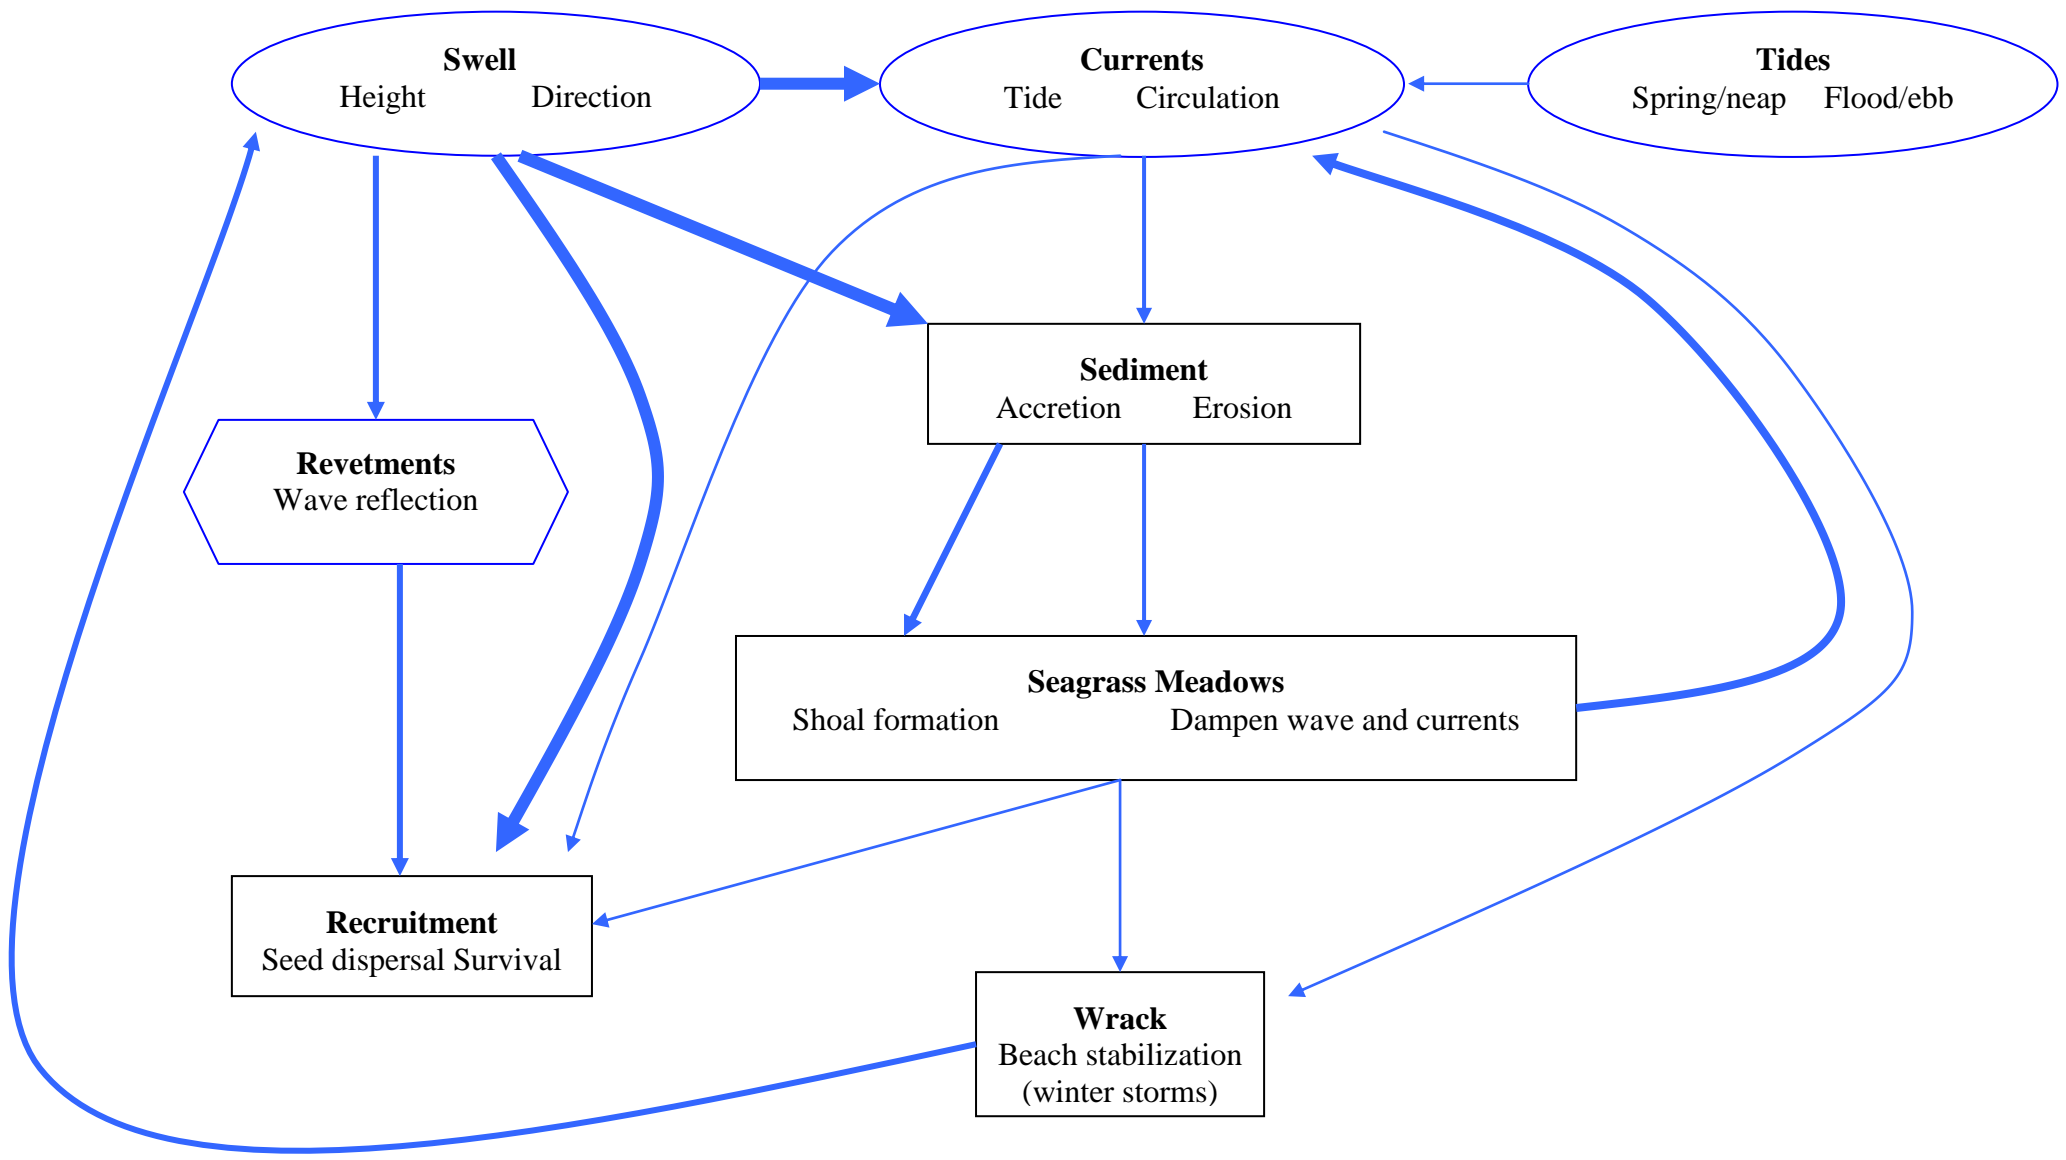 Swell
Height Direction
Currents
Tide Circulation
Tides
Spring/neap Flood/ebb
Sediment
Accretion Erosion
Revetments
Wave reflection
Seagrass Meadows
Shoal formation Dampen wave and currents
Recruitment
Seed dispersal Survival
Wrack
Beach stabilization
(winter storms)